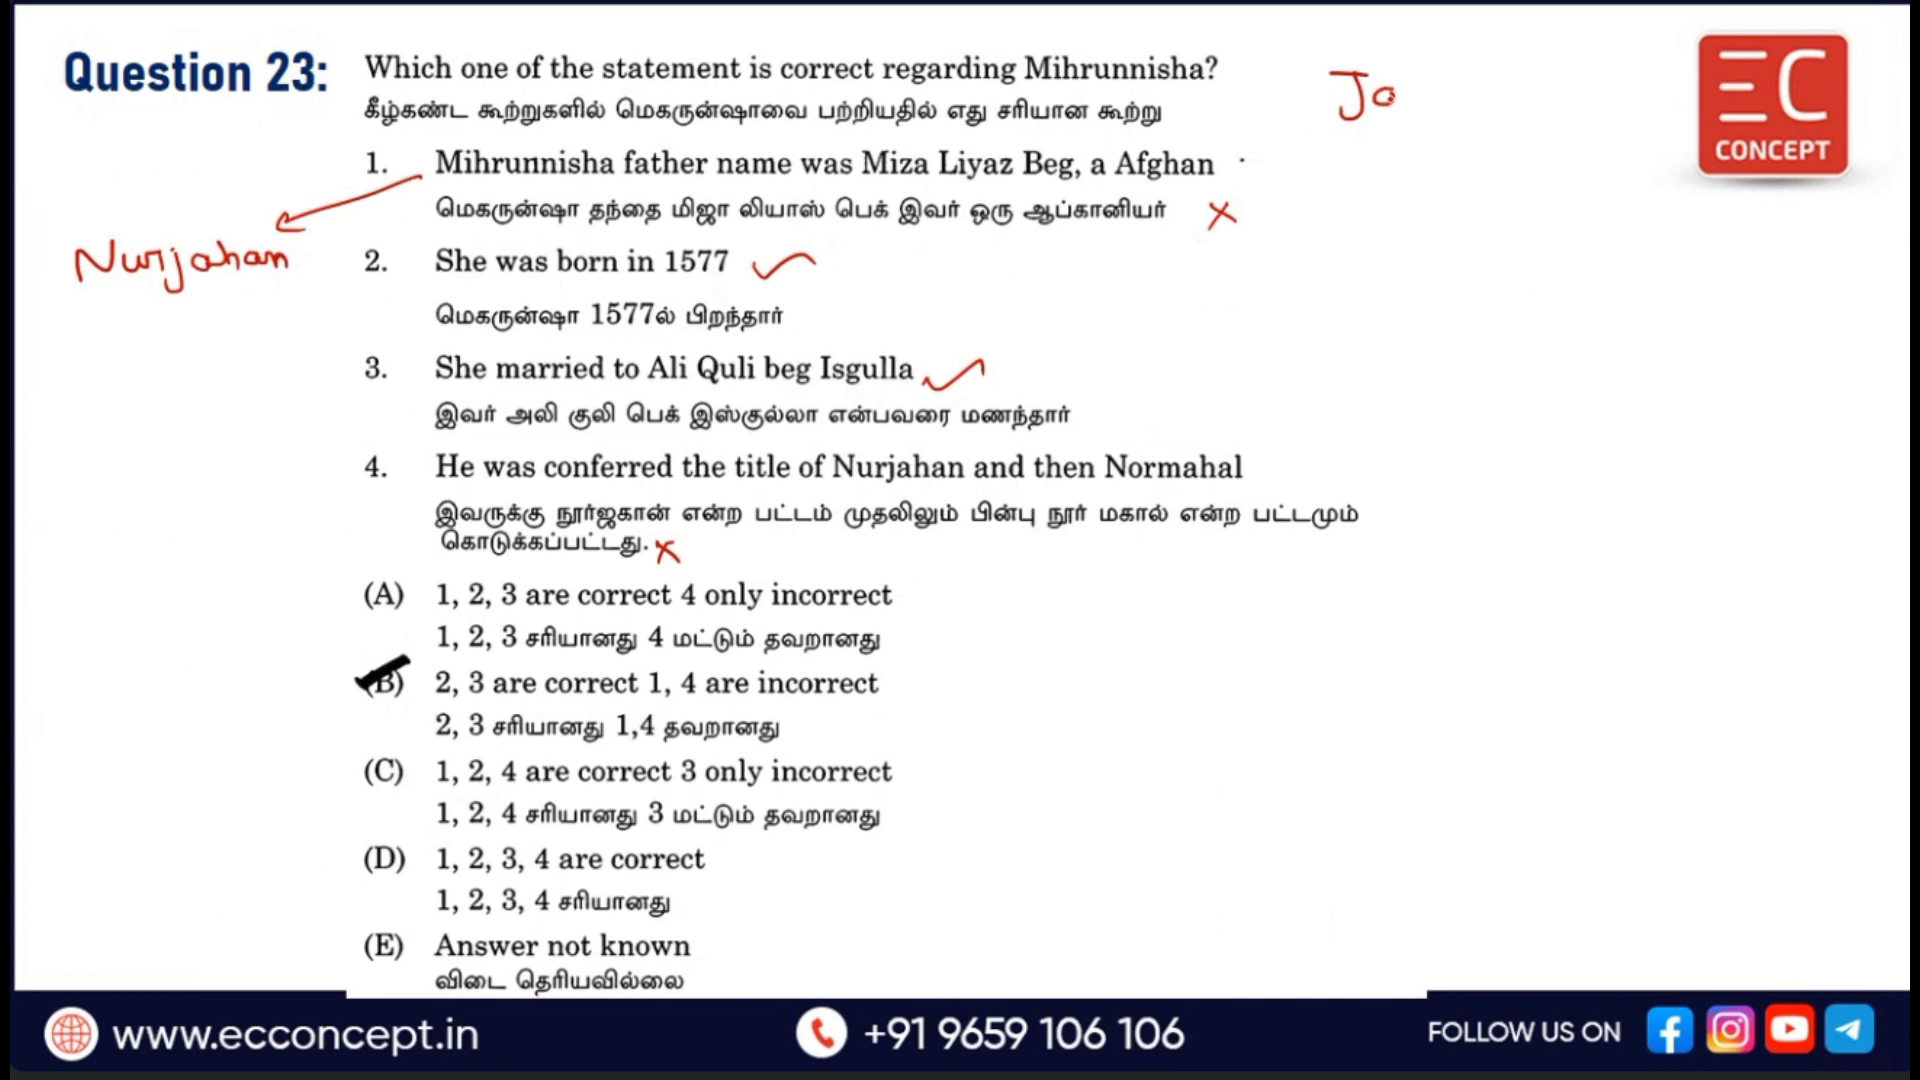 Question 23:
Which one of the statement is correct regarding Mihrunnisha?
கீழ்கண்ட கூற்றுகளில் மெகருன்ஷாவை பற்றியதில் எது சரியான கூற்று
Jo
EC
CONCEPT
1. Mihrunnisha father name was Miza Liyaz Beg, a Afghan
மெகருன்ஷா தந்தை மிஜா லியாஸ் பெக் இவர் ஒரு ஆப்கானியர்
Nurjaham
2. She was born in 1577
மெகருன்ஷா 1577ல் பிறந்தார்
3. She married to Ali Quli beg Isgulla
இவர் அலி குலி பெக் இஸ்குல்லா என்பவரை மணந்தார்
4. He was conferred the title of Nurjahan and then Normahal
இவருக்கு நூர்ஜகான் என்ற பட்டம் முதலிலும் பின்பு நூர் மகால் என்ற பட்டமும்
கொடுக்கப்பட்டது.
(A) 1, 2, 3 are correct 4 only incorrect
1, 2, 3 சரியானது 4 மட்டும் தவறானது
(B) 2, 3 are correct 1, 4 are incorrect
2, 3 சரியானது 1,4 தவறானது
(C) 1, 2, 4 are correct 3 only incorrect
1, 2, 4 சரியானது 3 மட்டும் தவறானது
(D) 1, 2, 3, 4 are correct
1, 2, 3, 4 சரியானது
(E) Answer not known
விடை தெரியவில்லை
www.ecconcept.in
+91 9659 106 106
FOLLOW US ON